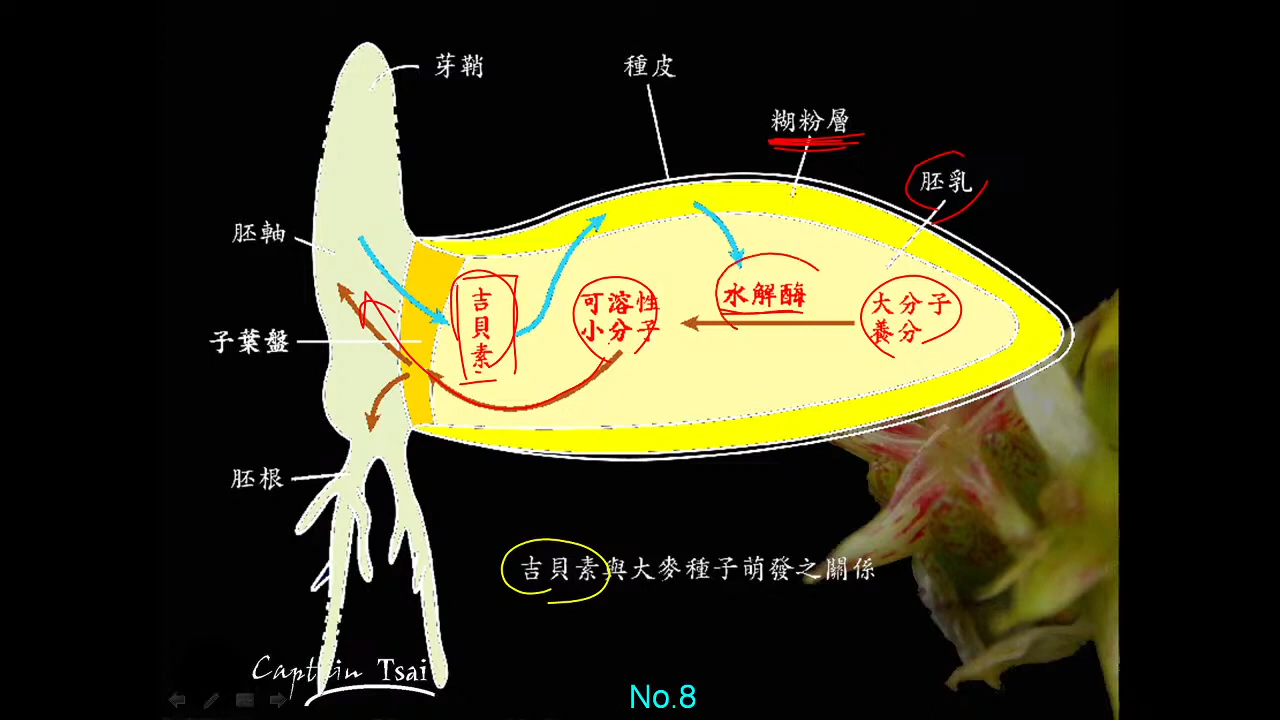 芽鞘
種皮
糊粉層
胚乳
胚軸
吉貝素
可溶性
小分子
水解酶
大分子
養分
子葉盤
胚根
吉貝素與大麥種子萌發之關係
Captain Tsai
No.8